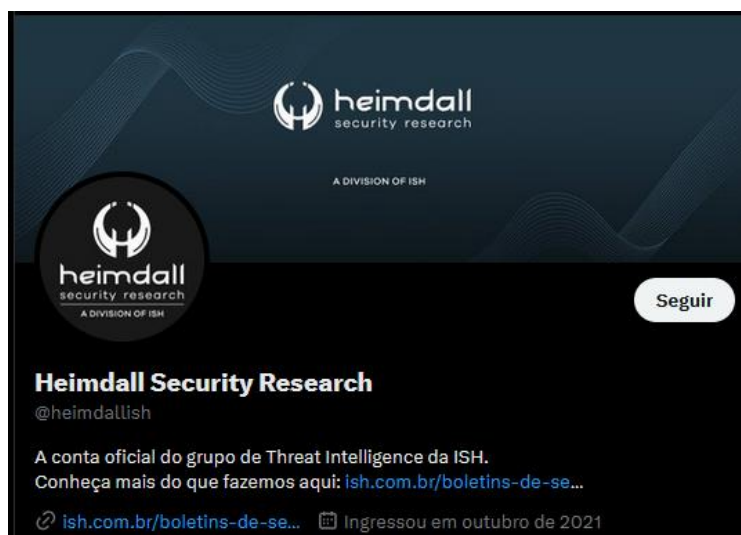 heimdall
security research
A DIVISION OF ISH
heimdall
security research
A DIVISION OF ISH
Seguir
Heimdall Security Research
@heimdallish
A conta oficial do grupo de Threat Intelligence da ISH.
Conheça mais do que fazemos aqui: ish.com.br/boletins-de-se...
ish.com.br/boletins-de-se... Ingressou em outubro de 2021